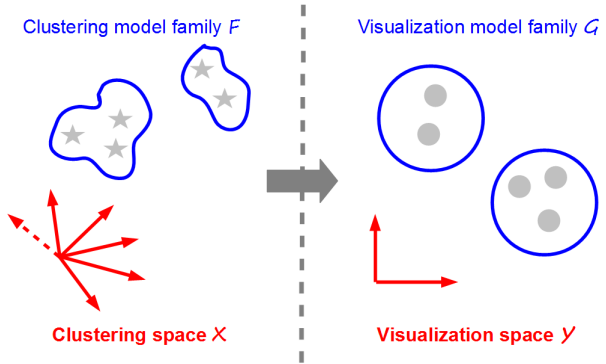 Clustering model family F
Visualization model family G
Clustering space X
Visualization space Y